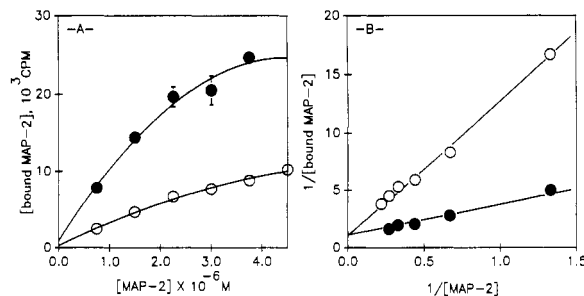 -A-
[bound MAP-2], 10³CPM
30
20
10
0
0.0 1.0 2.0 3.0 4.0
[MAP-2] X 10⁻⁶ M
-B-
1/[bound MAP-2]
20
15
10
5
0
0.0 0.5 1.0 1.5
1/[MAP-2]